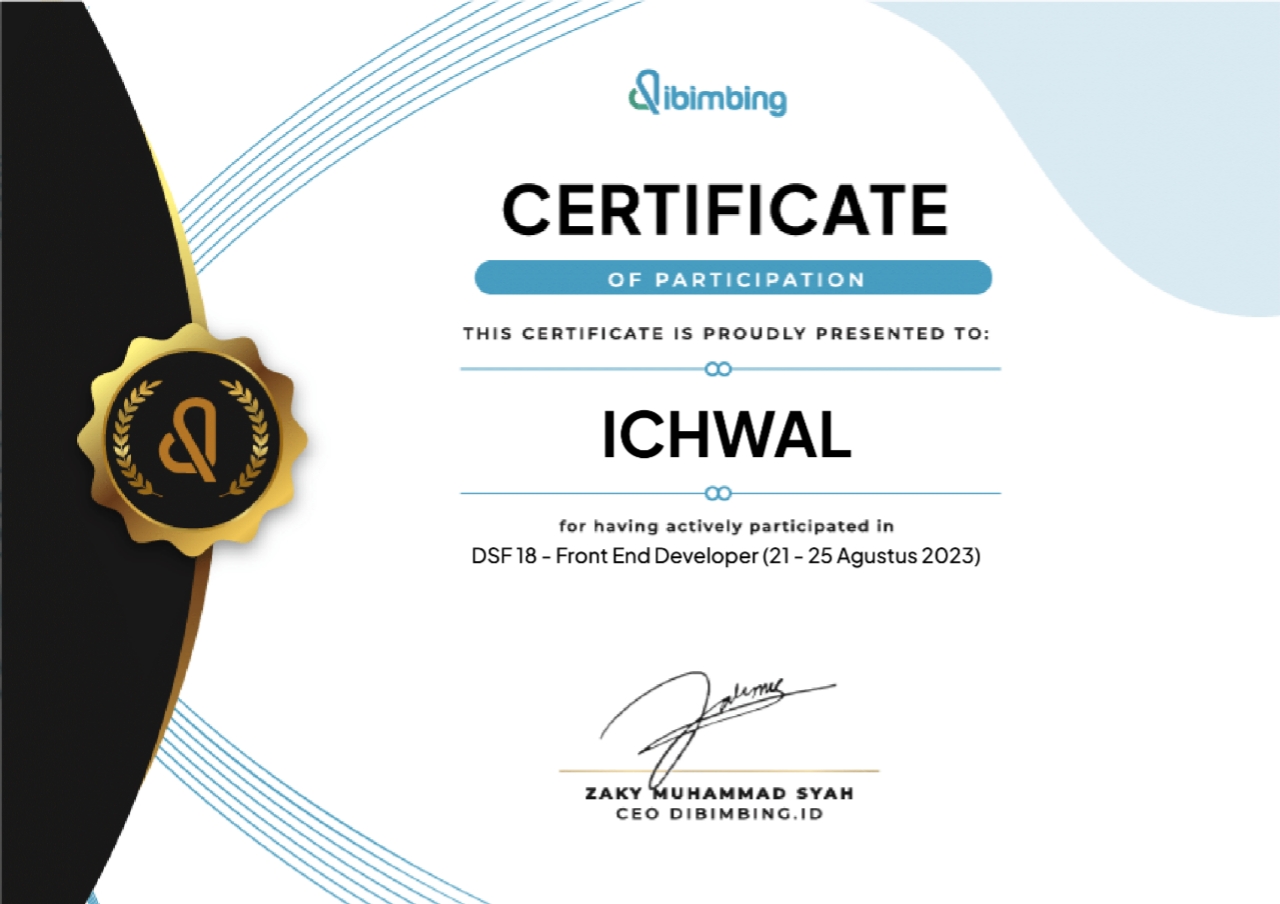 dibimbing
CERTIFICATE
OF PARTICIPATION
THIS CERTIFICATE IS PROUDLY PRESENTED TO:
ICHWAL
for having actively participated in
DSF 18 - Front End Developer (21 - 25 Agustus 2023)
ZAKY MUHAMMAD SYAH
CEO DIBIMBING.ID